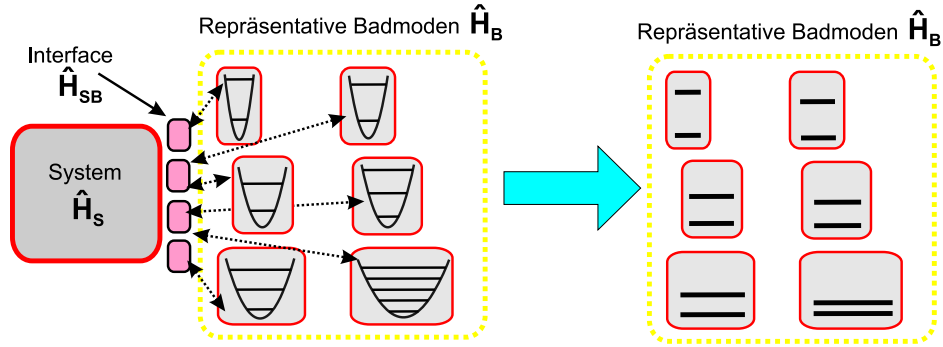 Repräsentative Badmoden Ĥ_B
Repräsentative Badmoden Ĥ_B
Interface
Ĥ_SB
System
Ĥ_S